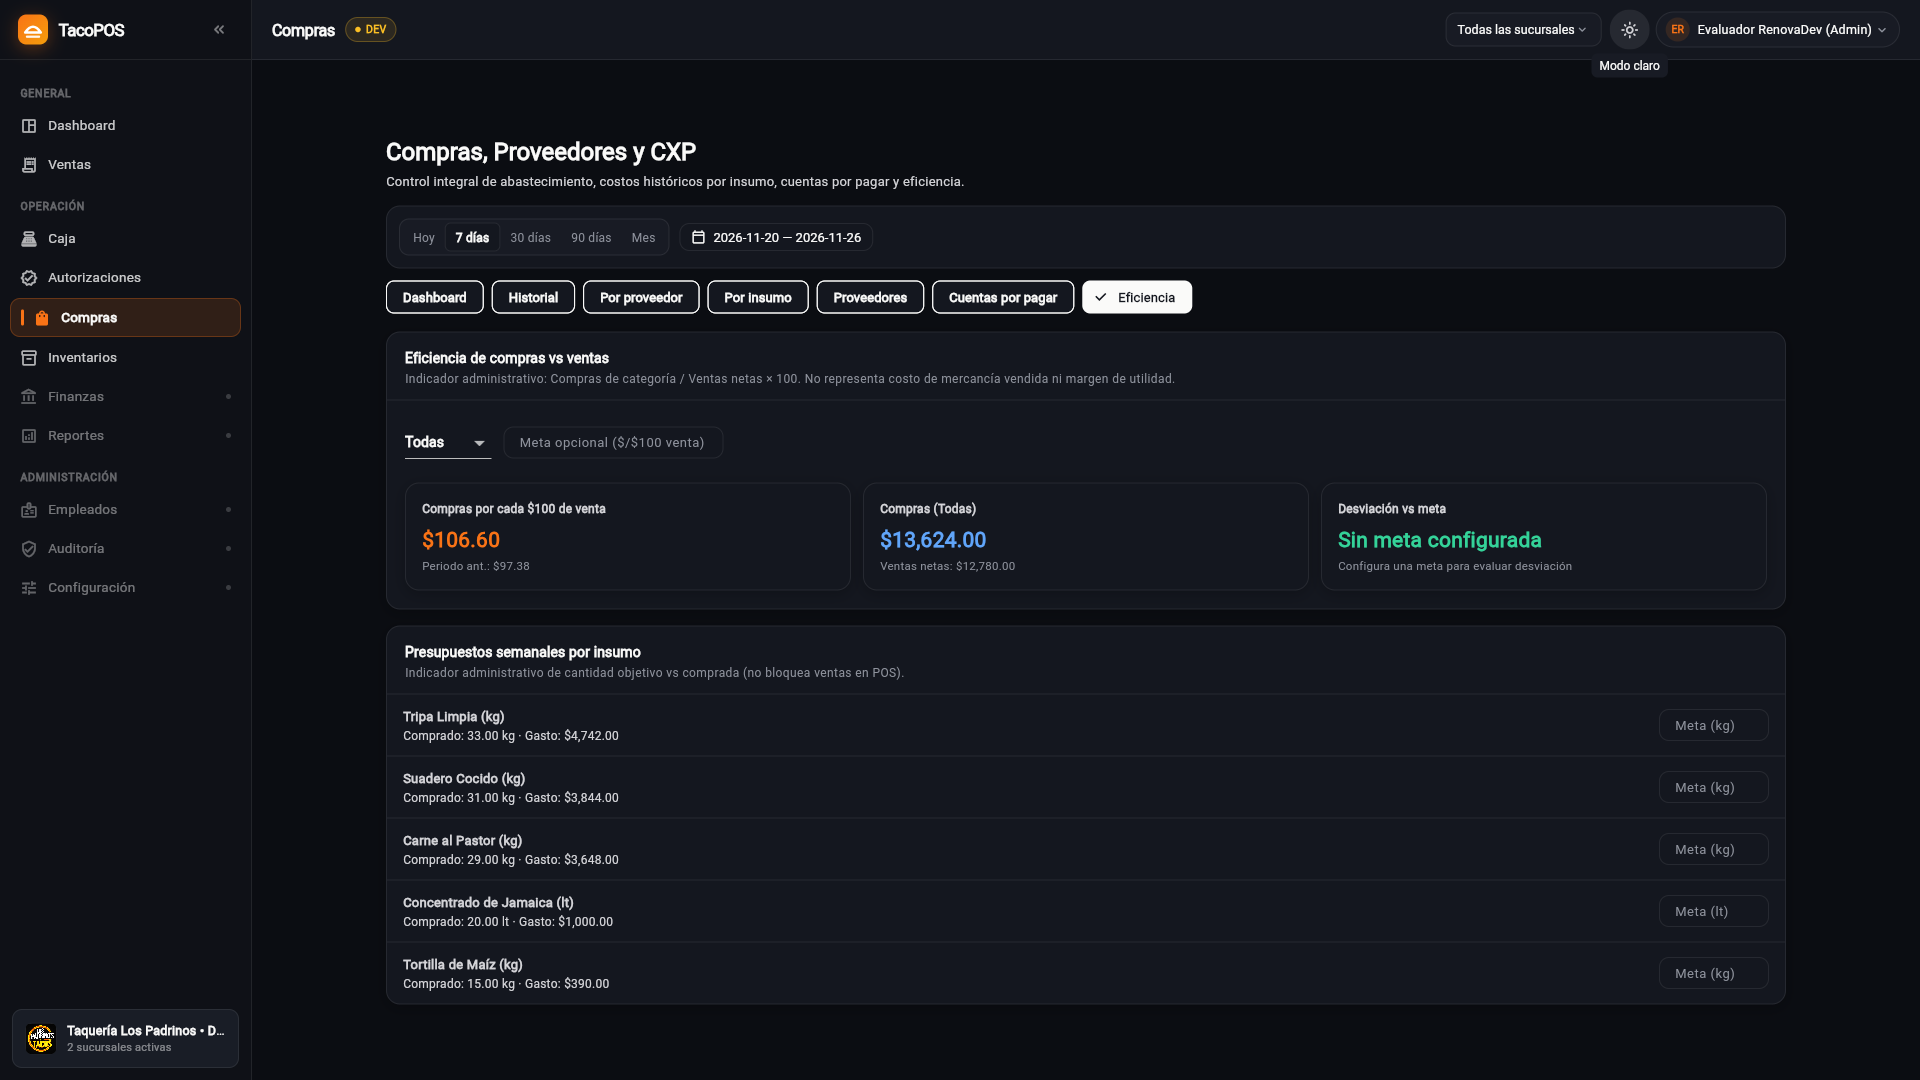 TacoPOS
Compras
DEV
Todas las sucursales
ER
Evaluador RenovaDev (Admin)
Modo claro
GENERAL
Dashboard
Ventas
OPERACIÓN
Caja
Autorizaciones
Compras
Inventarios
Finanzas
Reportes
ADMINISTRACIÓN
Empleados
Auditoría
Configuración
Taquería Los Padrinos • D...
2 sucursales activas
Compras, Proveedores y CXP
Control integral de abastecimiento, costos históricos por insumo, cuentas por pagar y eficiencia.
Hoy
7 días
30 días
90 días
Mes
2026-11-20 — 2026-11-26
Dashboard
Historial
Por proveedor
Por insumo
Proveedores
Cuentas por pagar
Eficiencia
Eficiencia de compras vs ventas
Indicador administrativo: Compras de categoría / Ventas netas × 100. No representa costo de mercancía vendida ni margen de utilidad.
Todas
Meta opcional ($/$100 venta)
Compras por cada $100 de venta
$106.60
Periodo ant.: $97.38
Compras (Todas)
$13,624.00
Ventas netas: $12,780.00
Desviación vs meta
Sin meta configurada
Configura una meta para evaluar desviación
Presupuestos semanales por insumo
Indicador administrativo de cantidad objetivo vs comprada (no bloquea ventas en POS).
Tripa Limpia (kg)
Comprado: 33.00 kg · Gasto: $4,742.00
Meta (kg)
Suadero Cocido (kg)
Comprado: 31.00 kg · Gasto: $3,844.00
Meta (kg)
Carne al Pastor (kg)
Comprado: 29.00 kg · Gasto: $3,648.00
Meta (kg)
Concentrado de Jamaica (lt)
Comprado: 20.00 lt · Gasto: $1,000.00
Meta (lt)
Tortilla de Maíz (kg)
Comprado: 15.00 kg · Gasto: $390.00
Meta (kg)